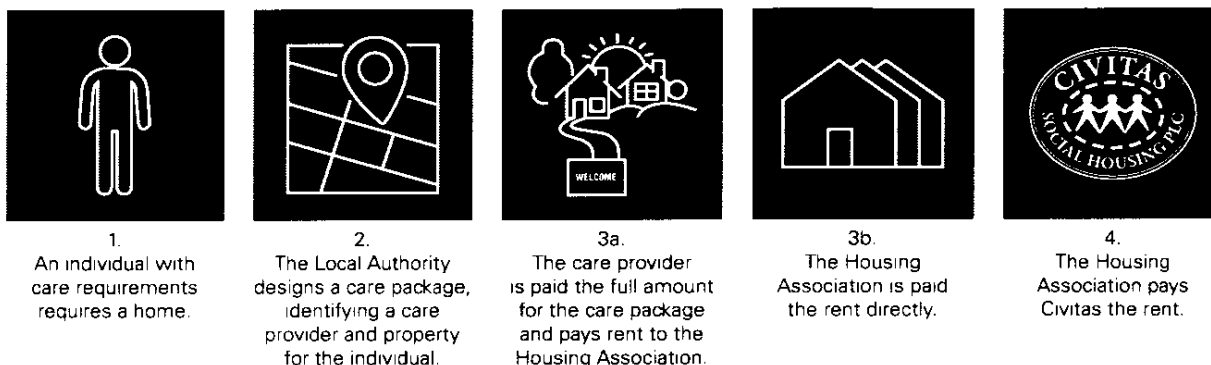 WELCOME
CIVITAS
SOCIAL HOUSING PLC
1.
An individual with
care requirements
requires a home.
2.
The Local Authority
designs a care package,
identifying a care
provider and property
for the individual.
3a.
The care provider
is paid the full amount
for the care package
and pays rent to the
Housing Association.
3b.
The Housing
Association is paid
the rent directly.
4.
The Housing
Association pays
Civitas the rent.